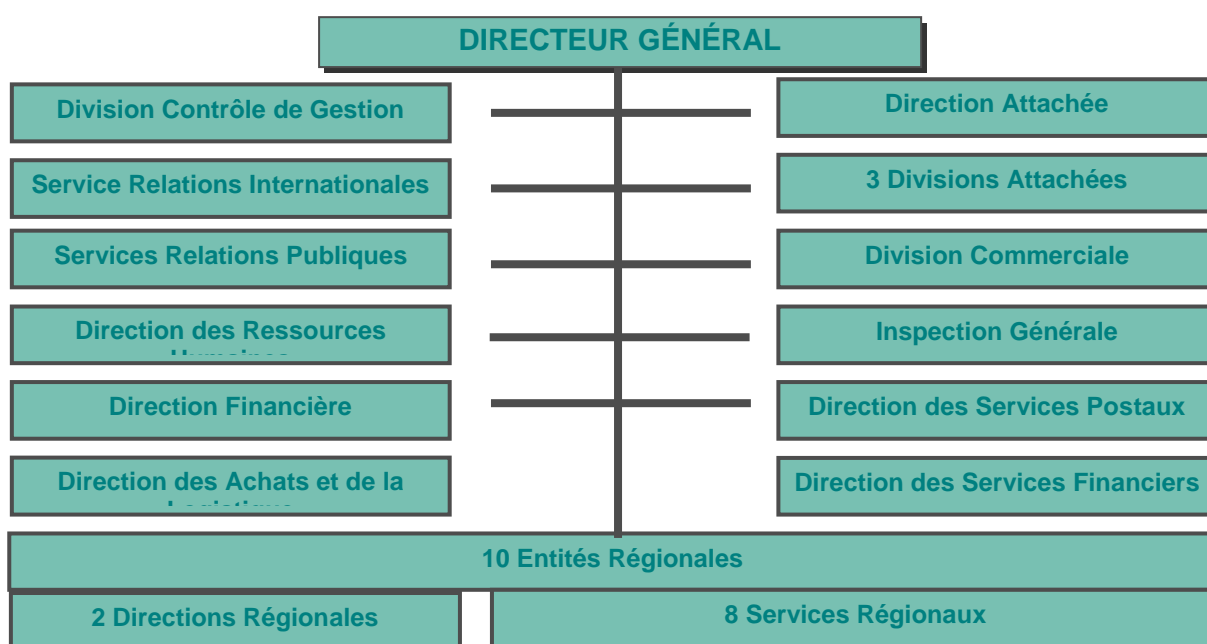 DIRECTEUR GÉNÉRAL
Division Contrôle de Gestion
Service Relations Internationales
Services Relations Publiques
Direction des Ressources
Direction Financière
Direction des Achats et de la
Direction Attachée
3 Divisions Attachées
Division Commerciale
Inspection Générale
Direction des Services Postaux
Direction des Services Financiers
10 Entités Régionales
2 Directions Régionales
8 Services Régionaux